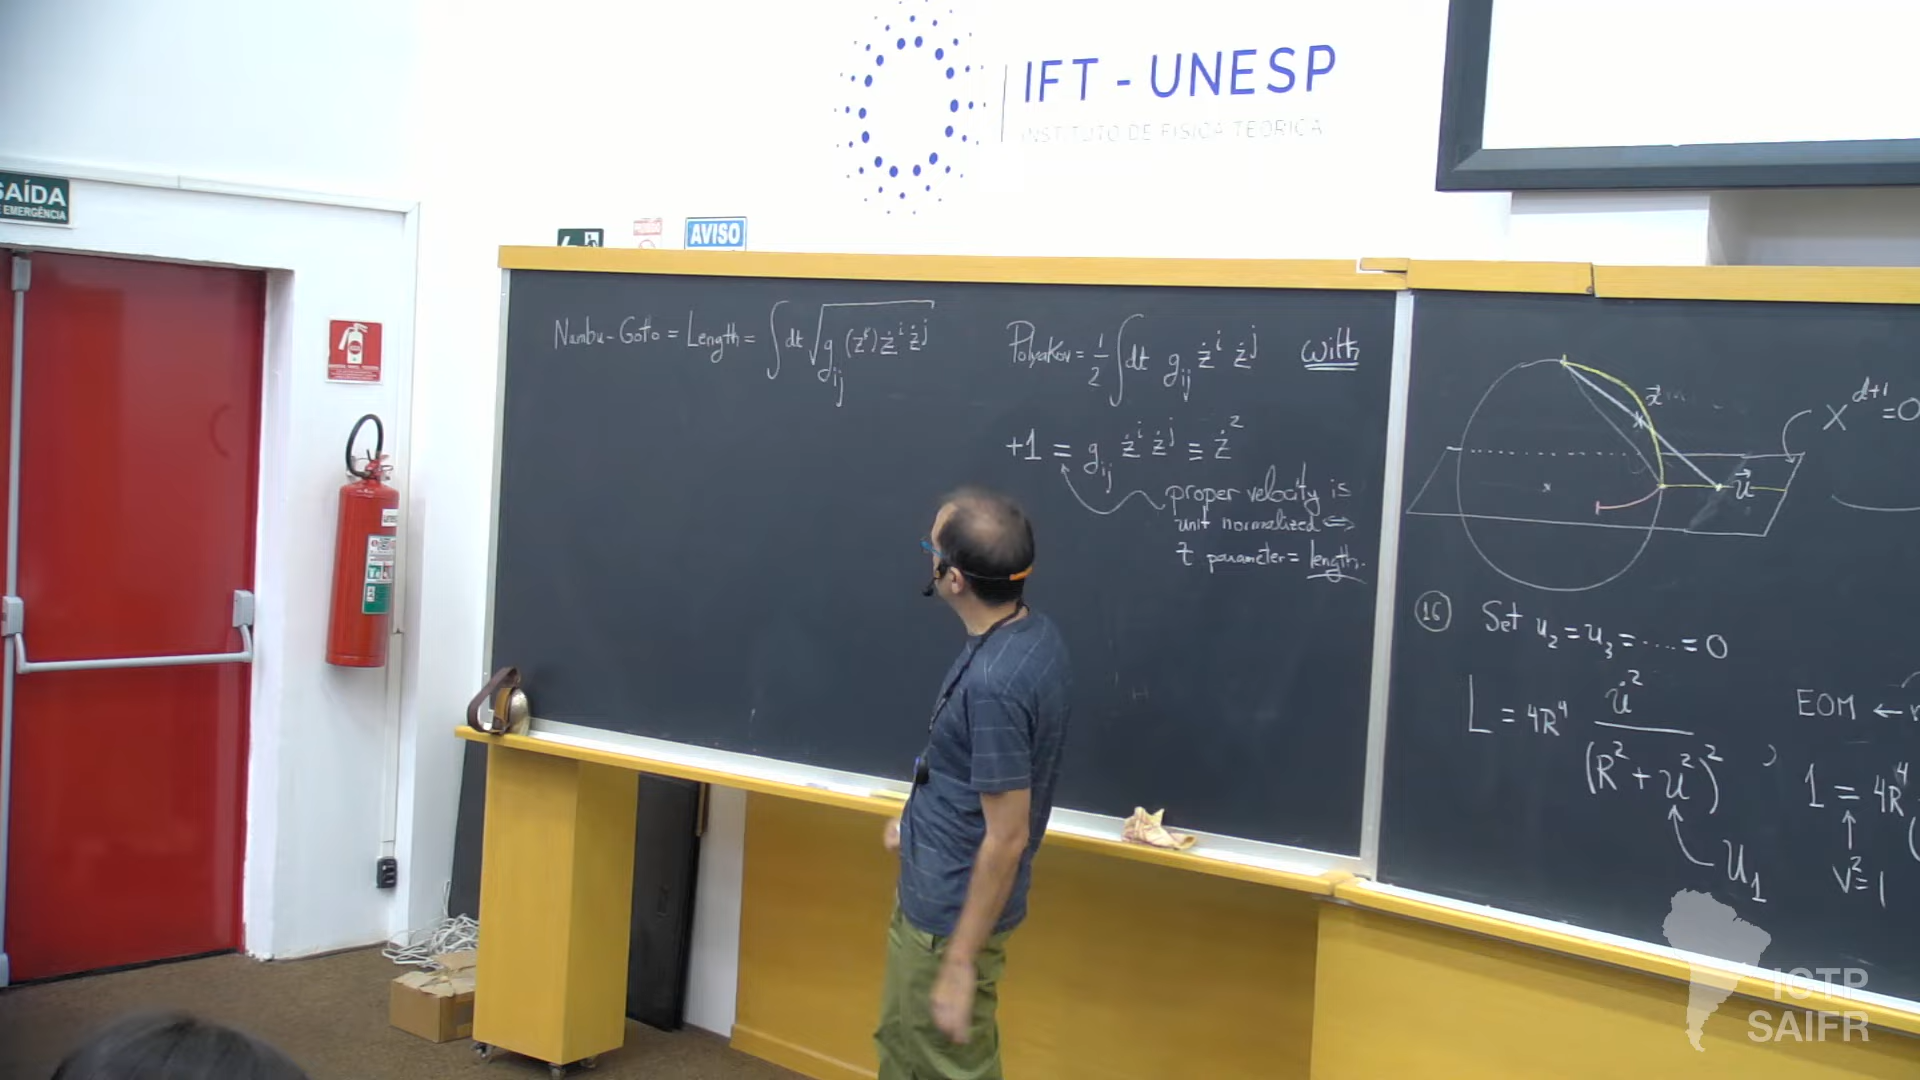 IFT - UNESP
INSTITUTO DE FÍSICA TEÓRICA
SAÍDA
E EMERGÊNCIA
AVISO
Nambu-Goto = Length = ∫dt √(g_ij (z^k) ż^i ż^j)
Polyakov = 1/2 ∫dt g_ij ż^i ż^j with
+1 = g_ij ż^i ż^j ≡ ż^2
proper velocity is
unit normalized ⇔
t parameter = length.
X^{d+1} = 0
u⃗
16 Set u_2 = u_3 = ····· = 0
L = 4R^4 u̇^2 / (R^2 + u^2)^2 ,
u_1
EOM ←
1 = 4R^4
v^2 = 1
ICTP
SAIFR